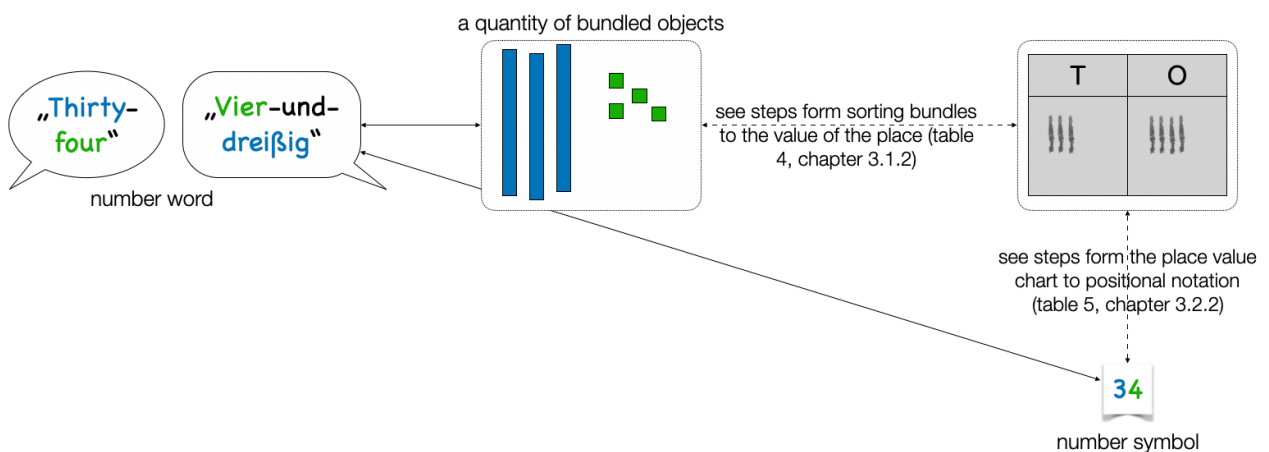 a quantity of bundled objects
„Thirty-
four“
„Vier-und-
dreißig“
number word
see steps form sorting bundles
to the value of the place (table
4, chapter 3.1.2)
T O
see steps form the place value
chart to positional notation
(table 5, chapter 3.2.2)
34
number symbol